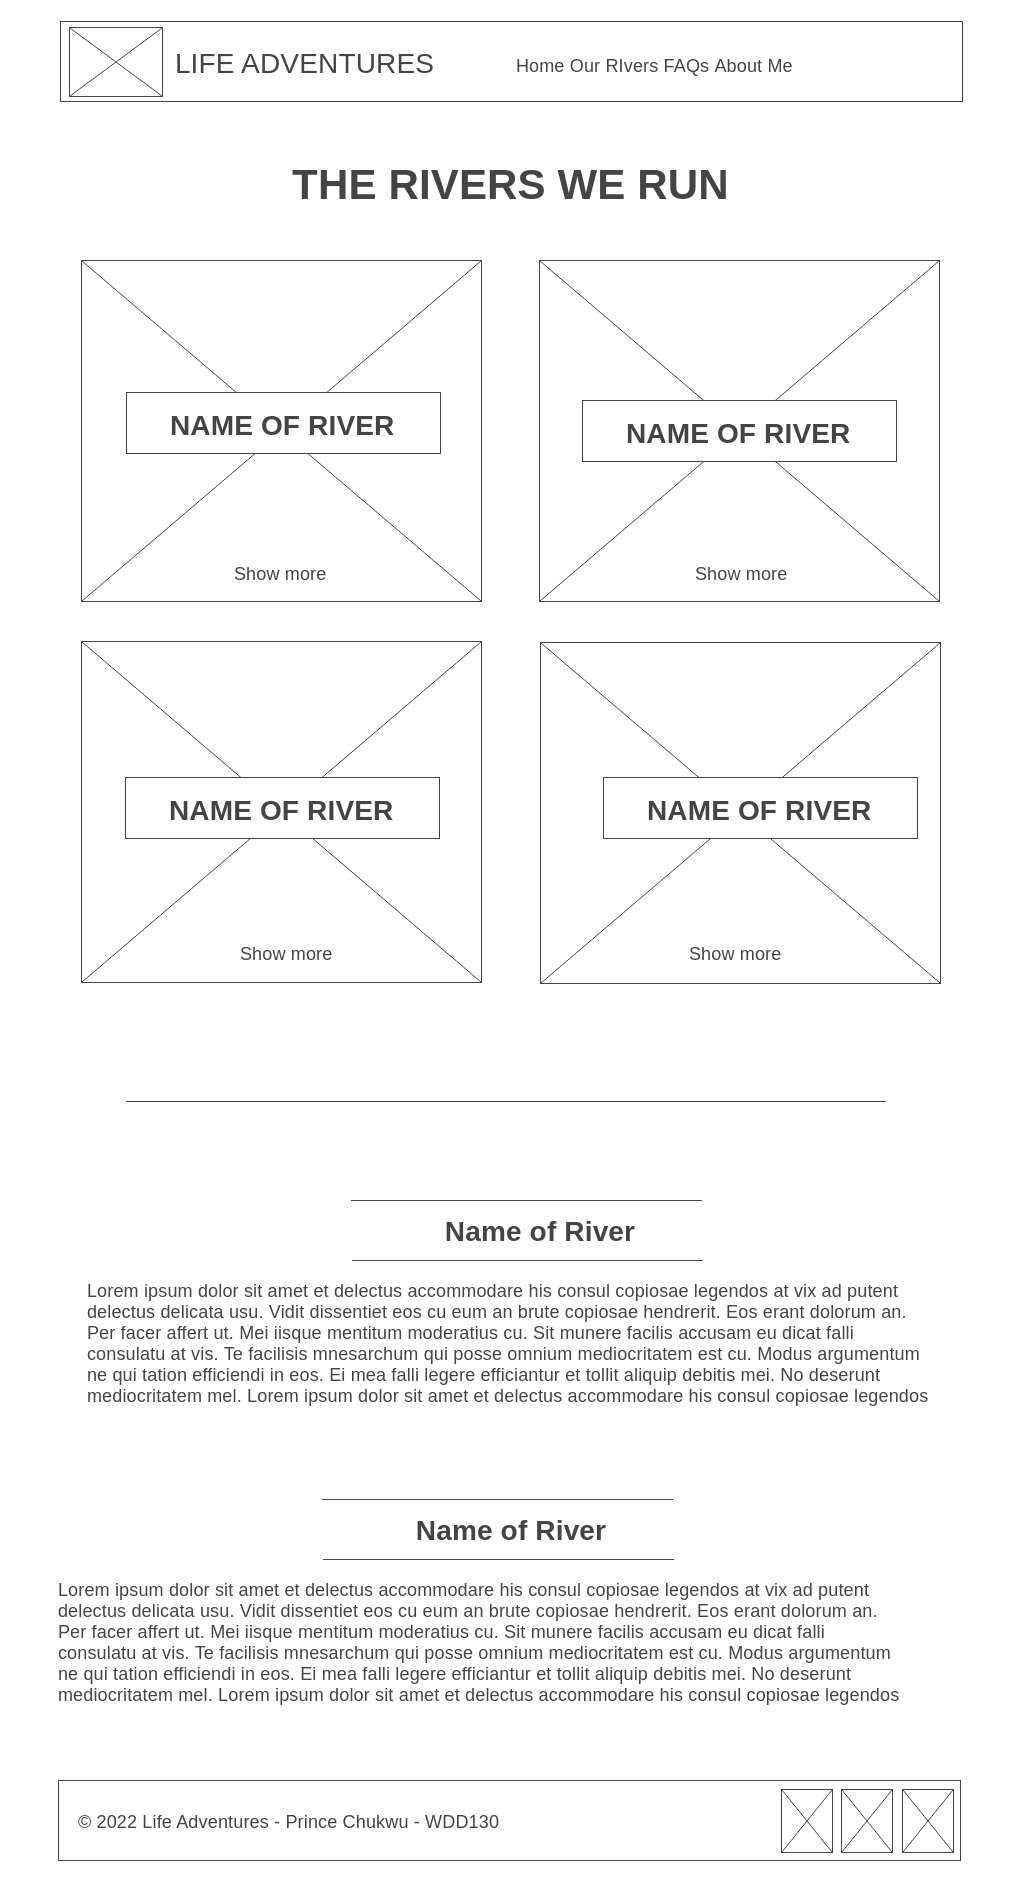 LIFE ADVENTURES
Home Our RIvers FAQs About Me
THE RIVERS WE RUN
NAME OF RIVER
NAME OF RIVER
Show more
Show more
NAME OF RIVER
NAME OF RIVER
Show more
Show more
Name of River
Lorem ipsum dolor sit amet et delectus accommodare his consul copiosae legendos at vix ad putent
delectus delicata usu. Vidit dissentiet eos cu eum an brute copiosae hendrerit. Eos erant dolorum an.
Per facer affert ut. Mei iisque mentitum moderatius cu. Sit munere facilis accusam eu dicat falli
consulatu at vis. Te facilisis mnesarchum qui posse omnium mediocritatem est cu. Modus argumentum
ne qui tation efficiendi in eos. Ei mea falli legere efficiantur et tollit aliquip debitis mei. No deserunt
mediocritatem mel. Lorem ipsum dolor sit amet et delectus accommodare his consul copiosae legendos
Name of River
Lorem ipsum dolor sit amet et delectus accommodare his consul copiosae legendos at vix ad putent
delectus delicata usu. Vidit dissentiet eos cu eum an brute copiosae hendrerit. Eos erant dolorum an.
Per facer affert ut. Mei iisque mentitum moderatius cu. Sit munere facilis accusam eu dicat falli
consulatu at vis. Te facilisis mnesarchum qui posse omnium mediocritatem est cu. Modus argumentum
ne qui tation efficiendi in eos. Ei mea falli legere efficiantur et tollit aliquip debitis mei. No deserunt
mediocritatem mel. Lorem ipsum dolor sit amet et delectus accommodare his consul copiosae legendos
© 2022 Life Adventures - Prince Chukwu - WDD130